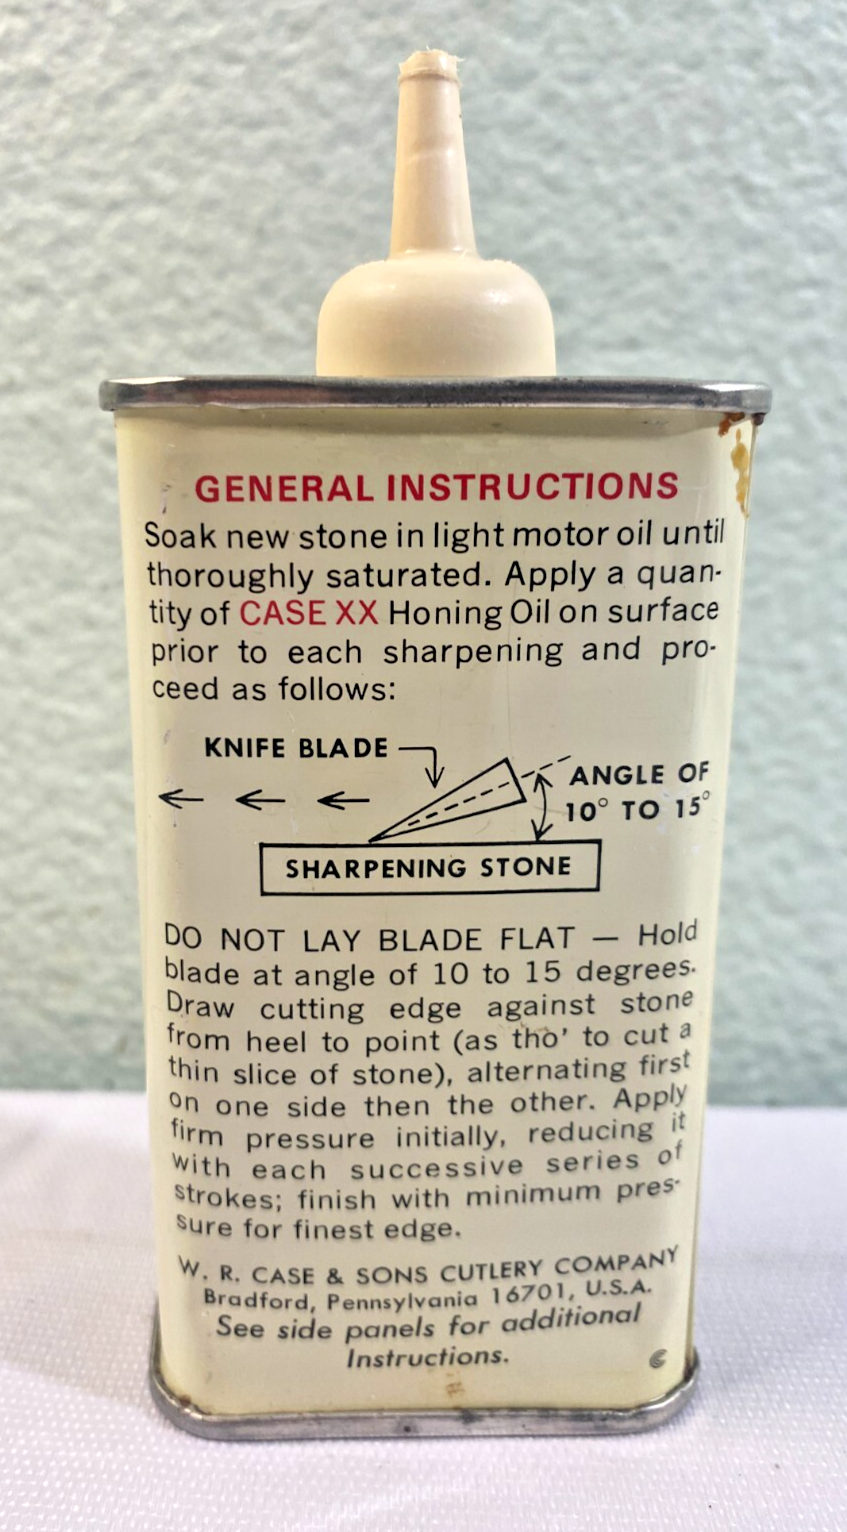 GENERAL INSTRUCTIONS
Soak new stone in light motor oil until
thoroughly saturated. Apply a quan-
tity of CASE XX Honing Oil on surface
prior to each sharpening and pro-
ceed as follows:
KNIFE BLADE
ANGLE OF
10° TO 15°
SHARPENING STONE
DO NOT LAY BLADE FLAT — Hold
blade at angle of 10 to 15 degrees.
Draw cutting edge against stone
from heel to point (as tho' to cut a
thin slice of stone), alternating first
on one side then the other. Apply
firm pressure initially, reducing it
with each successive series of
strokes; finish with minimum pres-
sure for finest edge.
W. R. CASE & SONS CUTLERY COMPANY
Bradford, Pennsylvania 16701, U.S.A.
See side panels for additional
Instructions.